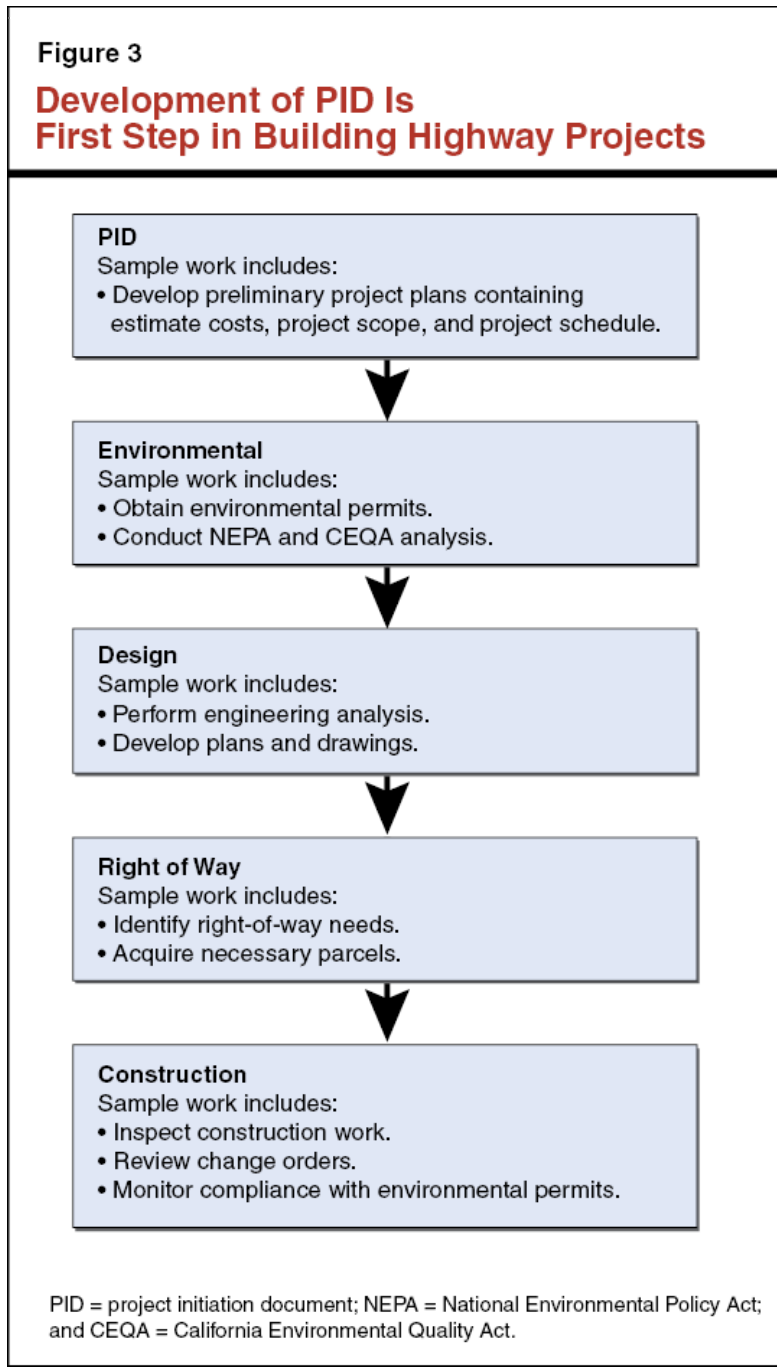 Figure 3
Development of PID Is
First Step in Building Highway Projects
PID
Sample work includes:
• Develop preliminary project plans containing
estimate costs, project scope, and project schedule.
Environmental
Sample work includes:
• Obtain environmental permits.
• Conduct NEPA and CEQA analysis.
Design
Sample work includes:
• Perform engineering analysis.
• Develop plans and drawings.
Right of Way
Sample work includes:
• Identify right-of-way needs.
• Acquire necessary parcels.
Construction
Sample work includes:
• Inspect construction work.
• Review change orders.
• Monitor compliance with environmental permits.
PID = project initiation document; NEPA = National Environmental Policy Act;
and CEQA = California Environmental Quality Act.